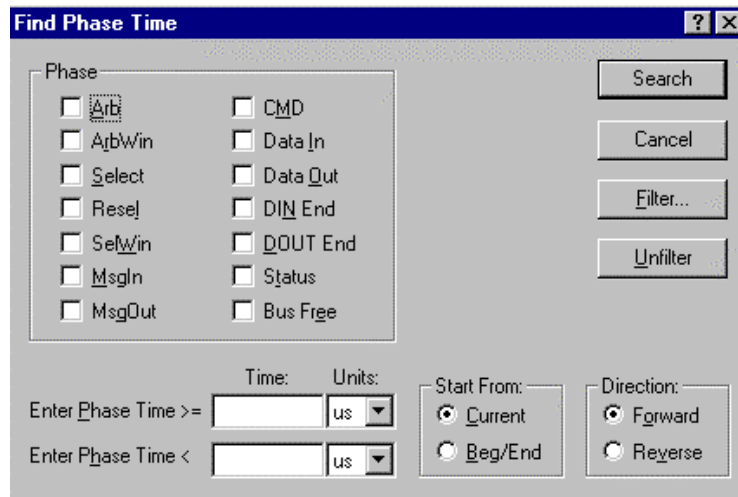 Find Phase Time
?
Phase
Arb
ArbWin
Select
Resel
SelWin
MsgIn
MsgOut
CMD
Data In
Data Out
DIN End
DOUT End
Status
Bus Free
Search
Cancel
Filter...
Unfilter
Time: Units:
Enter Phase Time >= us
Enter Phase Time < us
Start From:
Current
Beg/End
Direction:
Forward
Reverse